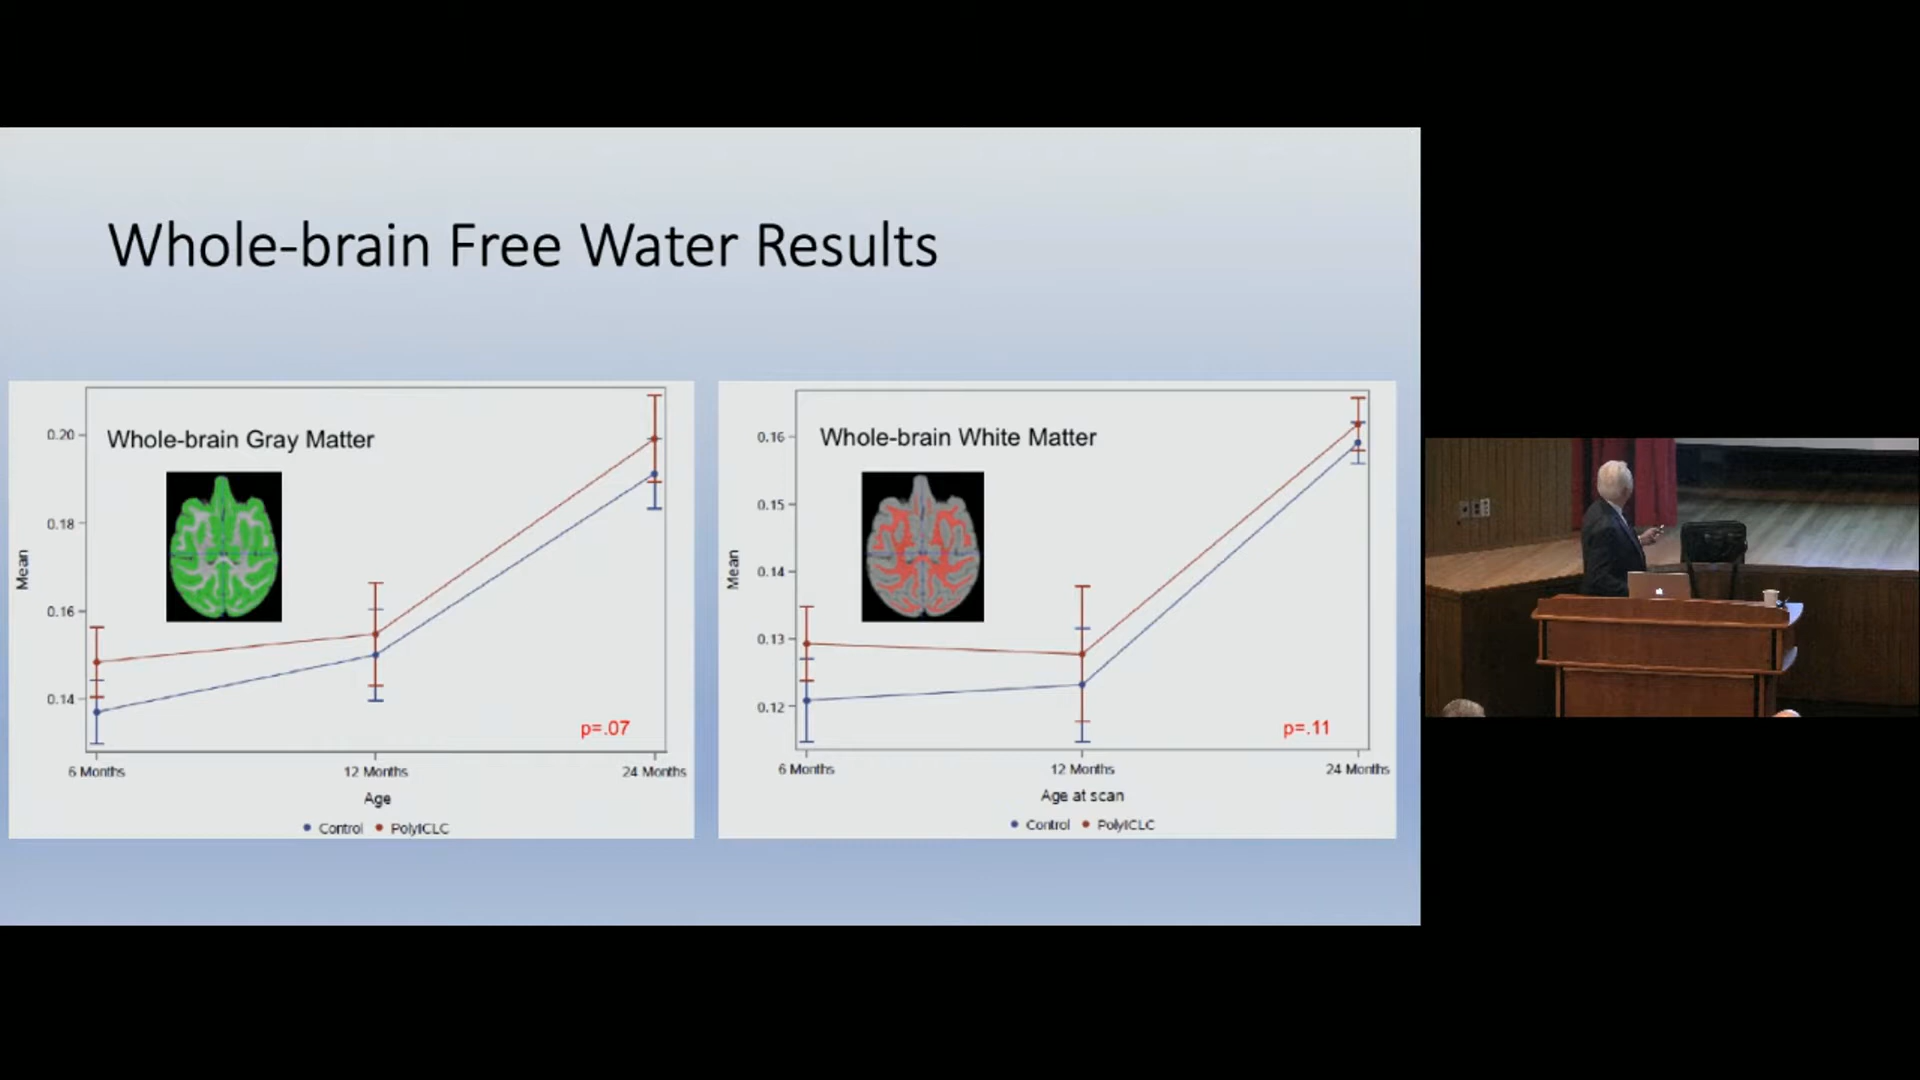 Whole-brain Free Water Results
Whole-brain Gray Matter
0.20
0.18
0.16
0.14
Mean
p=.07
6 Months
12 Months
24 Months
Age
Control
PolyICLC
Whole-brain White Matter
0.16
0.15
0.14
0.13
0.12
Mean
p=.11
6 Months
12 Months
24 Months
Age at scan
Control
PolyICLC